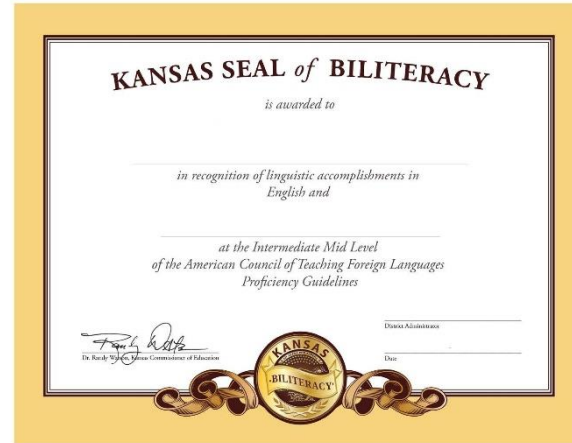 KANSAS SEAL of BILITERACY
is awarded to
in recognition of linguistic accomplishments in
English and
at the Intermediate Mid Level
of the American Council of Teaching Foreign Languages
Proficiency Guidelines
District Administrator
Dr. Randy Watson, Kansas Commissioner of Education
Date
KANSAS
BILITERACY